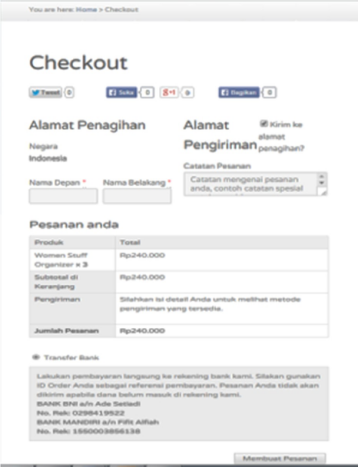 You are here: Home > Checkout
Checkout
Tweet 0 Suka 0 g+1 0 Bagikan 0
Alamat Penagihan
Negara
Indonesia
Nama Depan * Nama Belakang *
Alamat Pengiriman
Kirim ke alamat penagihan?
Catatan Pesanan
Catatan mengenai pesanan
anda, contoh catatan spesial
Pesanan anda
Produk Total
Women Stuff Rp240.000
Organizer × 3
Subtotal di Rp240.000
Keranjang
Pengiriman Silahkan isi detail Anda untuk melihat metode
pengiriman yang tersedia.
Jumlah Pesanan Rp240.000
Transfer Bank
Lakukan pembayaran langsung ke rekening bank kami. Silakan gunakan
ID Order Anda sebagai referensi pembayaran. Pesanan Anda tidak akan
dikirim apabila dana belum masuk di rekening kami.
BANK BNI a/n Ade Setiadi
No. Rek: 0298419522
BANK MANDIRI a/n Fifit Alfiah
No. Rek: 1550003856138
Membuat Pesanan